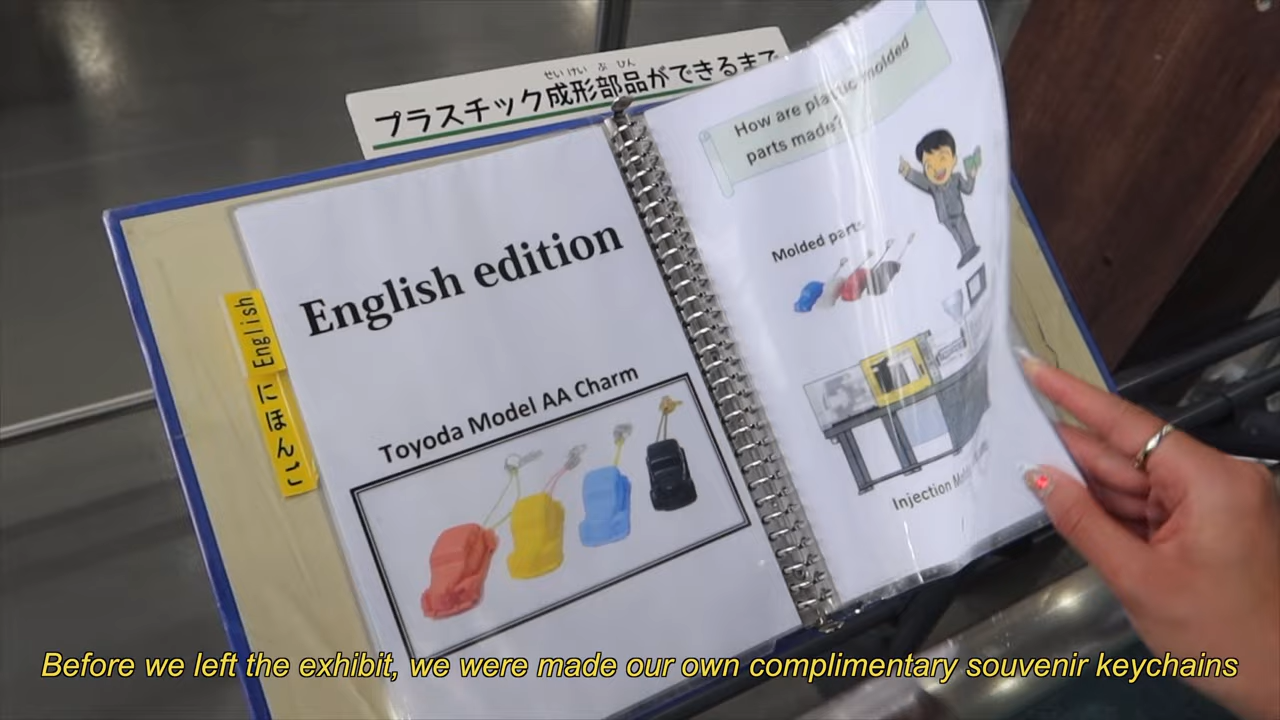 せいけい ぶ ひん
プラスチック成形部品ができるまで
How are plastic molded
parts made?
English edition
Molded parts
English
にほんご
Toyoda Model AA Charm
Injection
Before we left the exhibit, we were made our own complimentary souvenir keychains